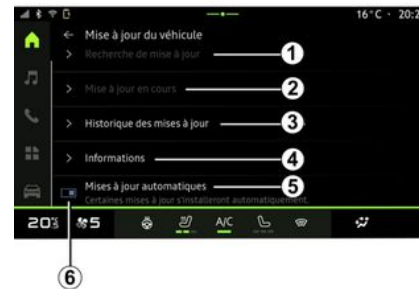 16°C · 20:2
Mise à jour du véhicule
Recherche de mise à jour
1
Mise à jour en cours
2
Historique des mises à jour
3
Informations
4
Mises à jour automatiques
5
Certaines mises à jour s'installeront automatiquement.
20 5 A/C
6